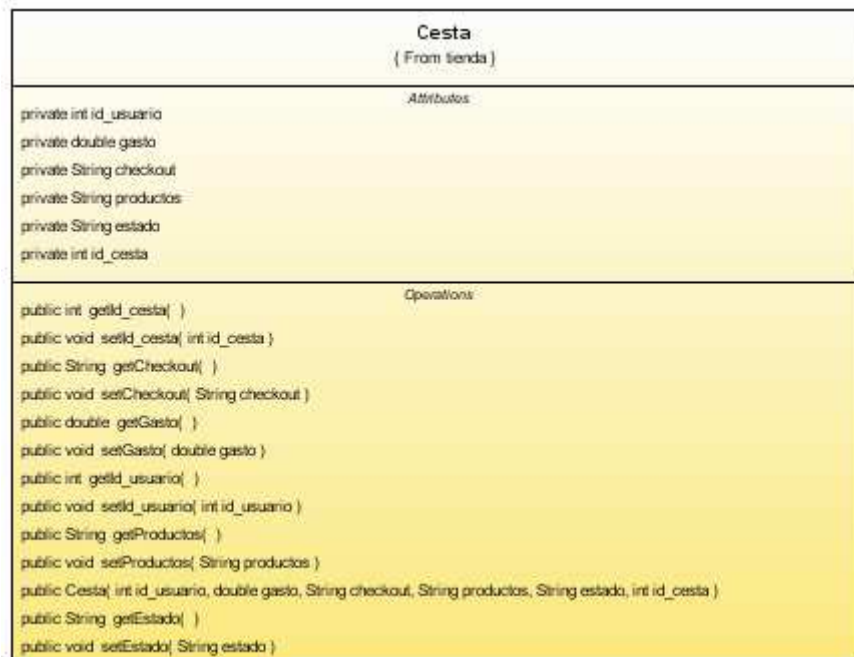 Cesta
{ From tienda }
Attributes
private int id_usuario
private double gasto
private String checkout
private String productos
private String estado
private int id_cesta
Operations
public int getId_cesta( )
public void setId_cesta( int id_cesta )
public String getCheckout( )
public void setCheckout( String checkout )
public double getGasto( )
public void setGasto( double gasto )
public int getId_usuario( )
public void setId_usuario( int id_usuario )
public String getProductos( )
public void setProductos( String productos )
public Cesta( int id_usuario, double gasto, String checkout, String productos, String estado, int id_cesta )
public String getEstado( )
public void setEstado( String estado )